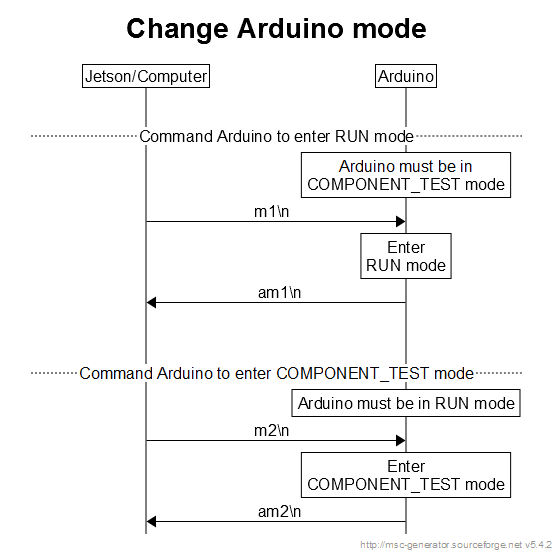 Change Arduino mode
Jetson/Computer
Arduino
Command Arduino to enter RUN mode
Arduino must be in
COMPONENT_TEST mode
m1\n
Enter
RUN mode
am1\n
Command Arduino to enter COMPONENT_TEST mode
Arduino must be in RUN mode
m2\n
Enter
COMPONENT_TEST mode
am2\n
http://msc-generator.sourceforge.net v5.4.2